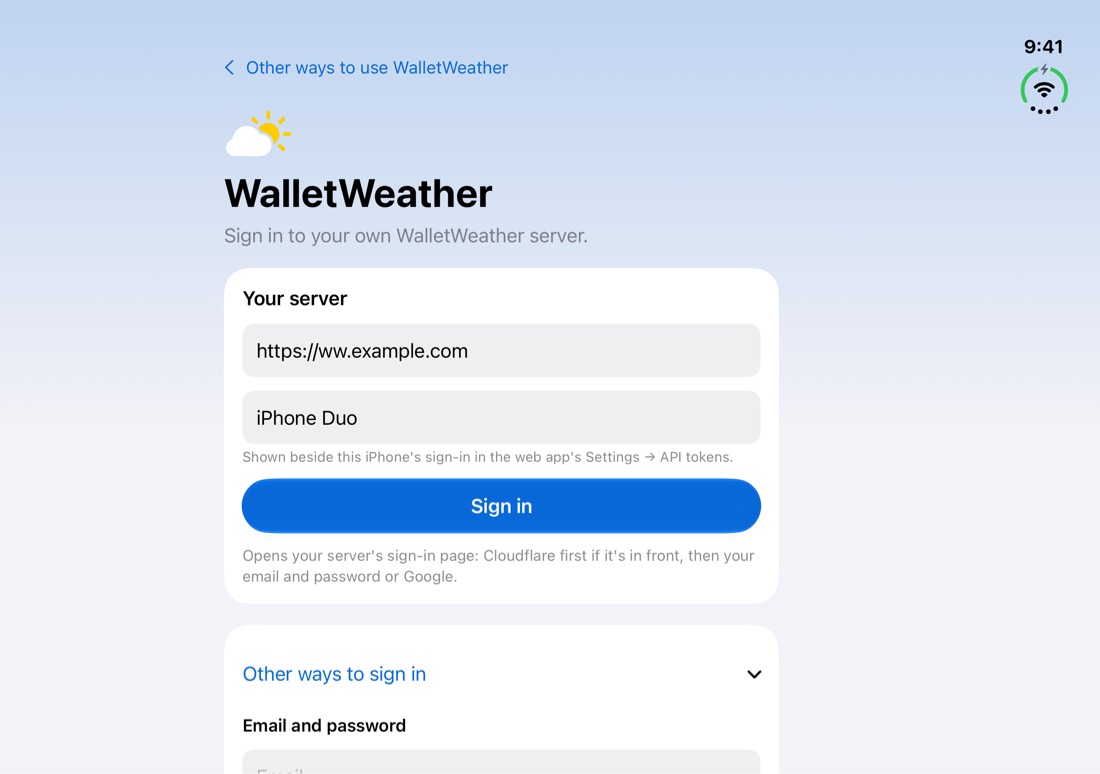 9:41
Other ways to use WalletWeather
WalletWeather
Sign in to your own WalletWeather server.
Your server
https://ww.example.com
iPhone Duo
Shown beside this iPhone's sign-in in the web app's Settings → API tokens.
Sign in
Opens your server's sign-in page: Cloudflare first if it's in front, then your
email and password or Google.
Other ways to sign in
Email and password
Email